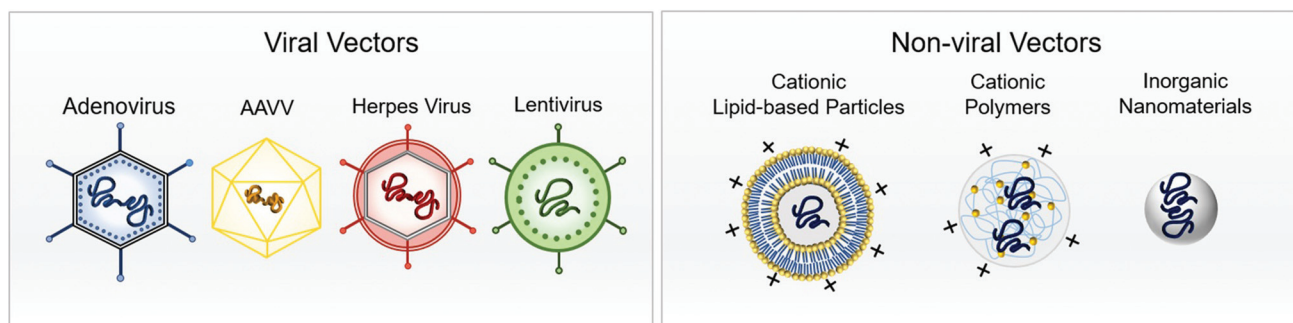 Viral Vectors
Adenovirus
AAVV
Herpes Virus
Lentivirus
Non-viral Vectors
Cationic
Lipid-based Particles
Cationic
Polymers
Inorganic
Nanomaterials